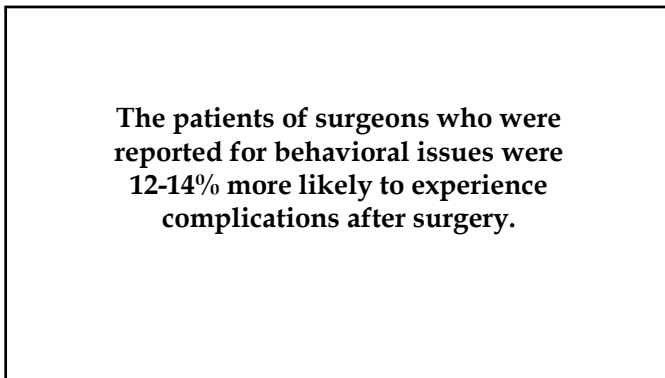 The patients of surgeons who were
reported for behavioral issues were
12-14% more likely to experience
complications after surgery.